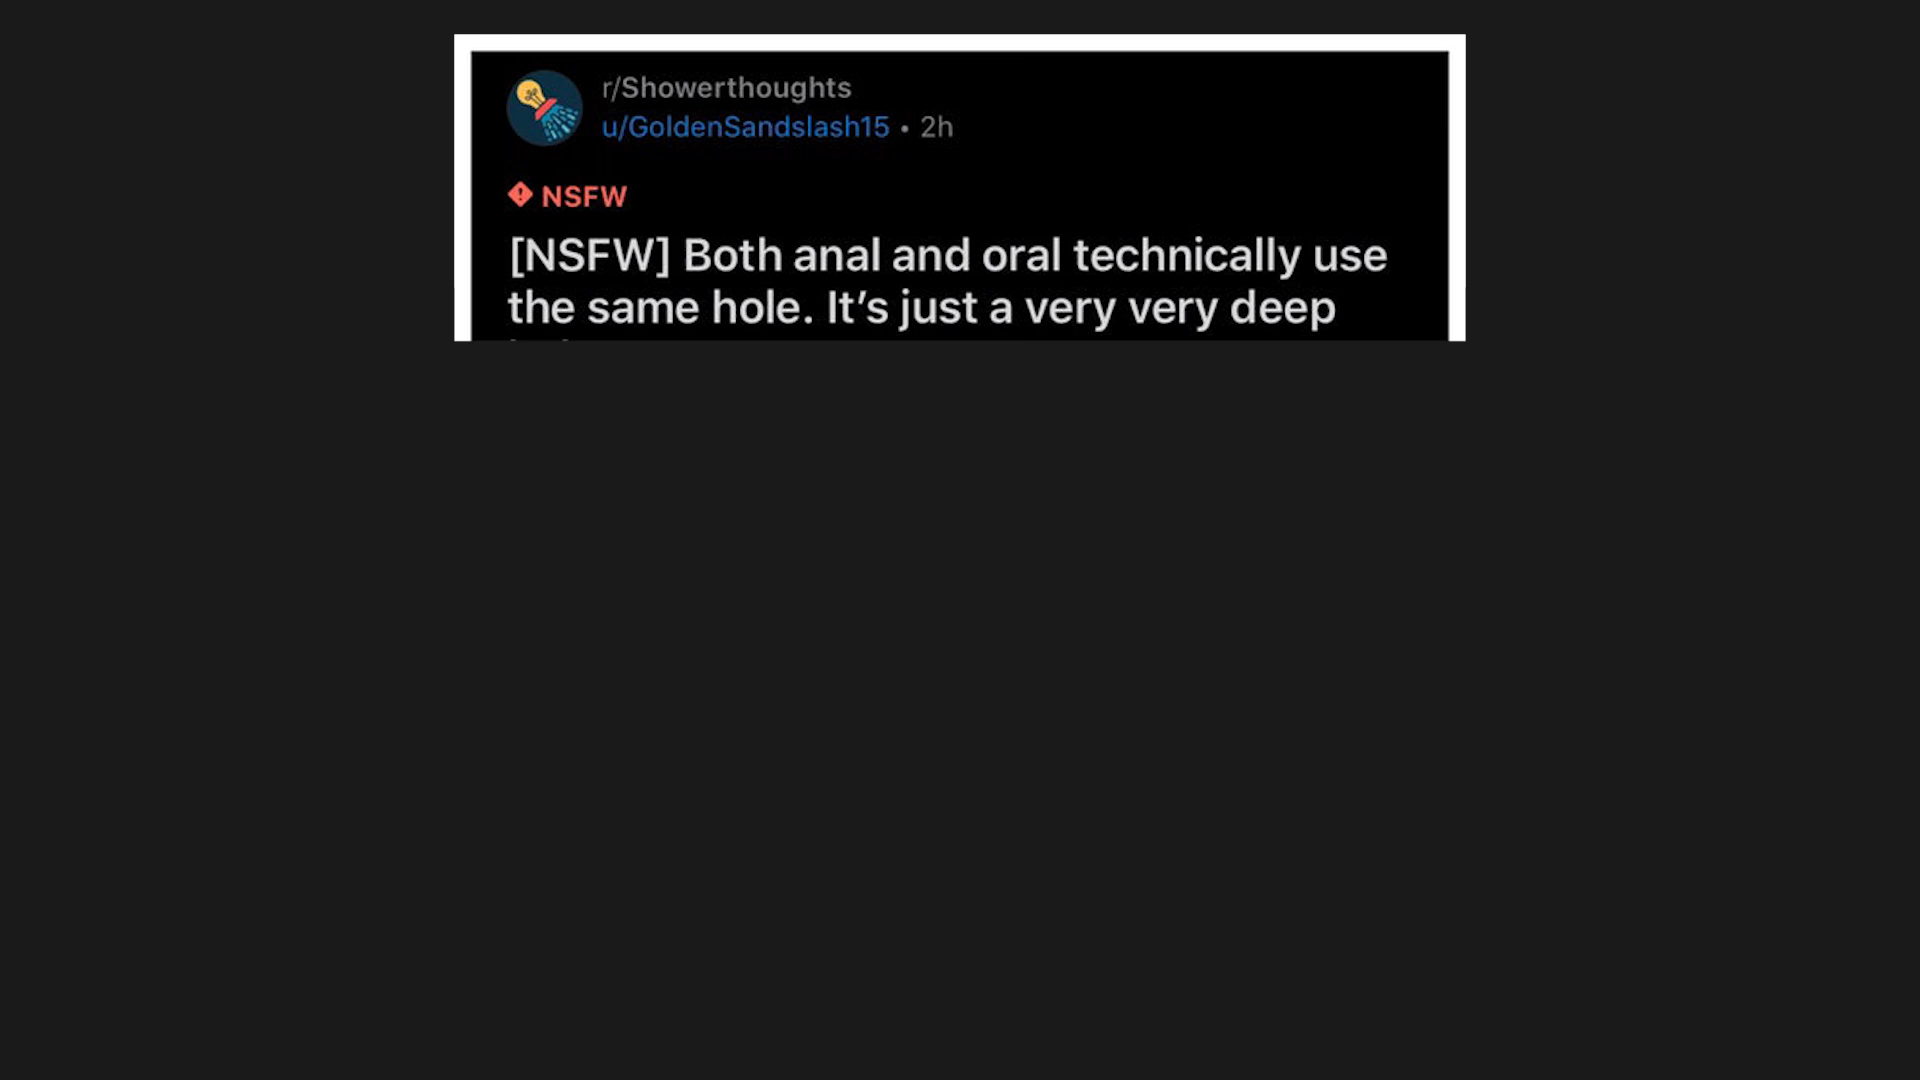 r/Showerthoughts
u/GoldenSandslash15 • 2h
NSFW
[NSFW] Both anal and oral technically use
the same hole. It's just a very very deep